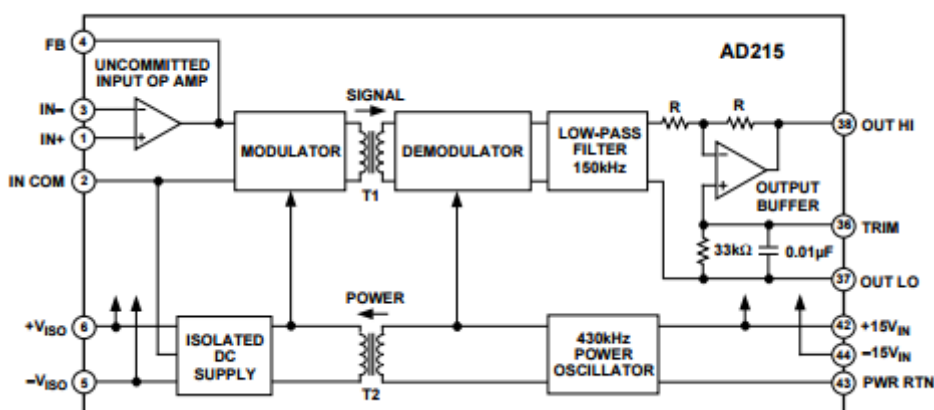 AD215
FB
4
UNCOMMITTED
INPUT OP AMP
IN–
3
–
IN+
1
+
IN COM
2
MODULATOR
SIGNAL
T1
DEMODULATOR
LOW-PASS
FILTER
150kHz
R
R
–
+
OUTPUT
BUFFER
38
OUT HI
36
TRIM
33kΩ
0.01µF
37
OUT LO
POWER
+VISO
6
–VISO
5
ISOLATED
DC
SUPPLY
T2
430kHz
POWER
OSCILLATOR
42
+15VIN
44
–15VIN
43
PWR RTN